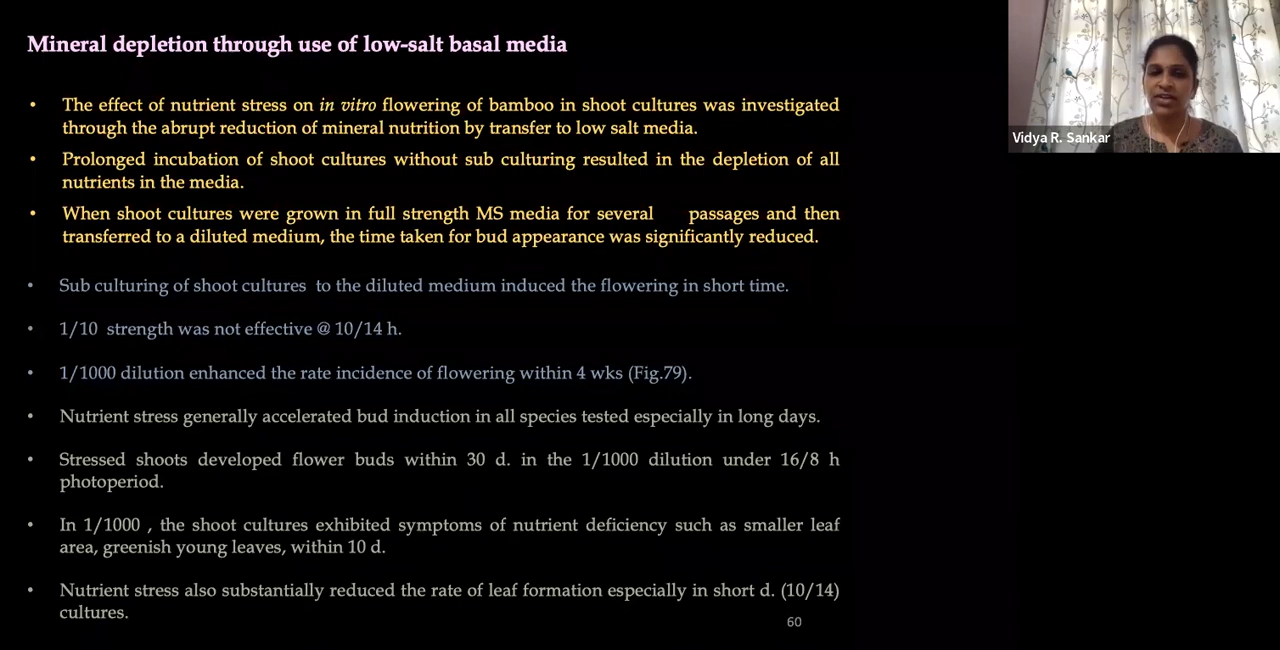 Mineral depletion through use of low-salt basal media
• The effect of nutrient stress on in vitro flowering of bamboo in shoot cultures was investigated
through the abrupt reduction of mineral nutrition by transfer to low salt media.
• Prolonged incubation of shoot cultures without sub culturing resulted in the depletion of all
nutrients in the media.
• When shoot cultures were grown in full strength MS media for several passages and then
transferred to a diluted medium, the time taken for bud appearance was significantly reduced.
• Sub culturing of shoot cultures to the diluted medium induced the flowering in short time.
• 1/10 strength was not effective @ 10/14 h.
• 1/1000 dilution enhanced the rate incidence of flowering within 4 wks (Fig.79).
• Nutrient stress generally accelerated bud induction in all species tested especially in long days.
• Stressed shoots developed flower buds within 30 d. in the 1/1000 dilution under 16/8 h
photoperiod.
• In 1/1000 , the shoot cultures exhibited symptoms of nutrient deficiency such as smaller leaf
area, greenish young leaves, within 10 d.
• Nutrient stress also substantially reduced the rate of leaf formation especially in short d. (10/14)
cultures.
60
Vidya R. Sankar